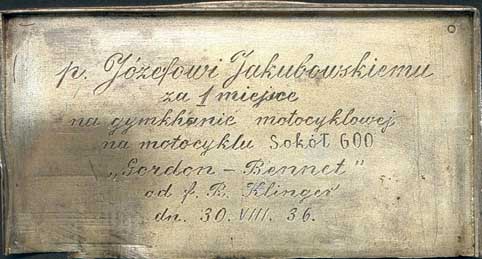 p. Józefowi Jakubowskiemu
za 1 miejsce
na gymkhanie motocyklowej
na motocyklu Sokół 600
„Gordon – Bennet"
od f. B. Klinger
dn. 30. VIII. 36.